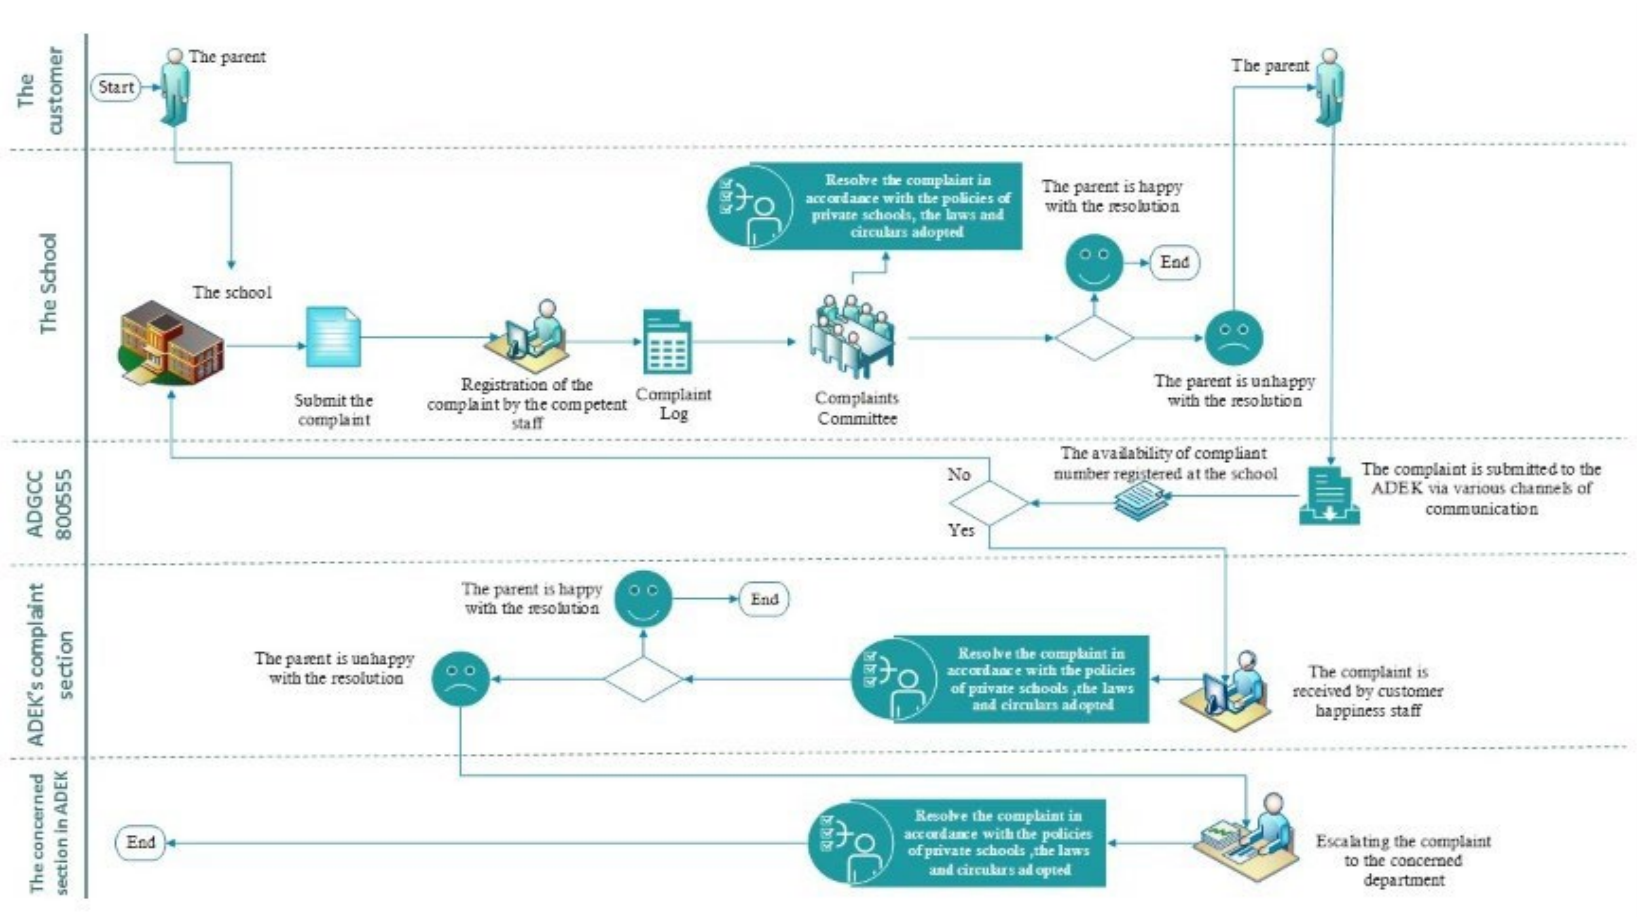 The
customer
Start
The parent
The parent
The School
Resolve the complaint in
accordance with the policies of
private schools, the laws and
circulars adopted
The parent is happy
with the resolution
End
The school
Submit the
complaint
Registration of the
complaint by the competent
staff
Complaint
Log
Complaints
Committee
The parent is unhappy
with the resolution
ADGCC
800555
No
Yes
The availability of compliant
number registered at the school
The complaint is submitted to the
ADEK via various channels of
communication
ADEK's complaint
section
The parent is happy
with the resolution
End
The parent is unhappy
with the resolution
Resolve the complaint in
accordance with the policies
of private schools ,the laws
and circulars adopted
The complaint is
received by customer
happiness staff
The concerned
section in ADEK
End
Resolve the complaint in
accordance with the policies
of private schools ,the laws
and circulars adopted
Escalating the complaint
to the concerned
department